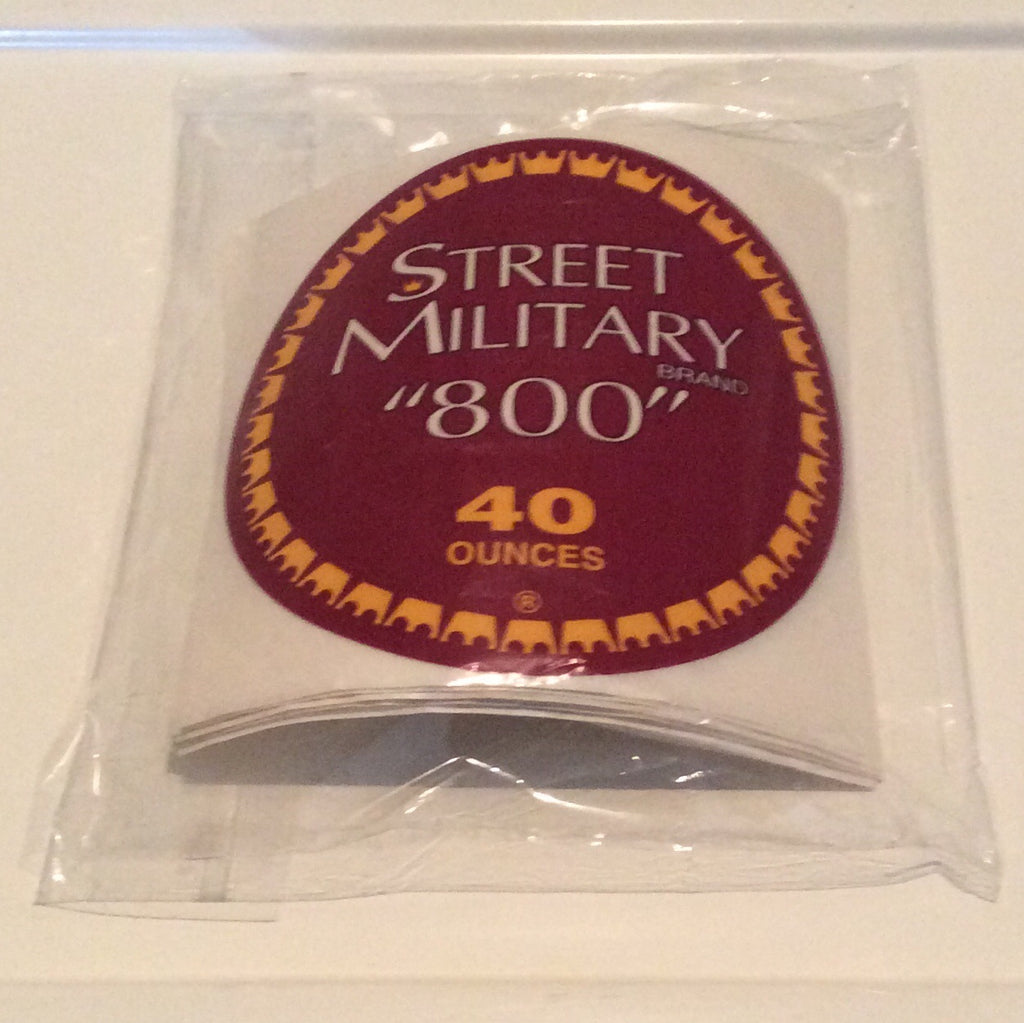 STREET
MILITARY
BRAND
"800"
40
OUNCES
®